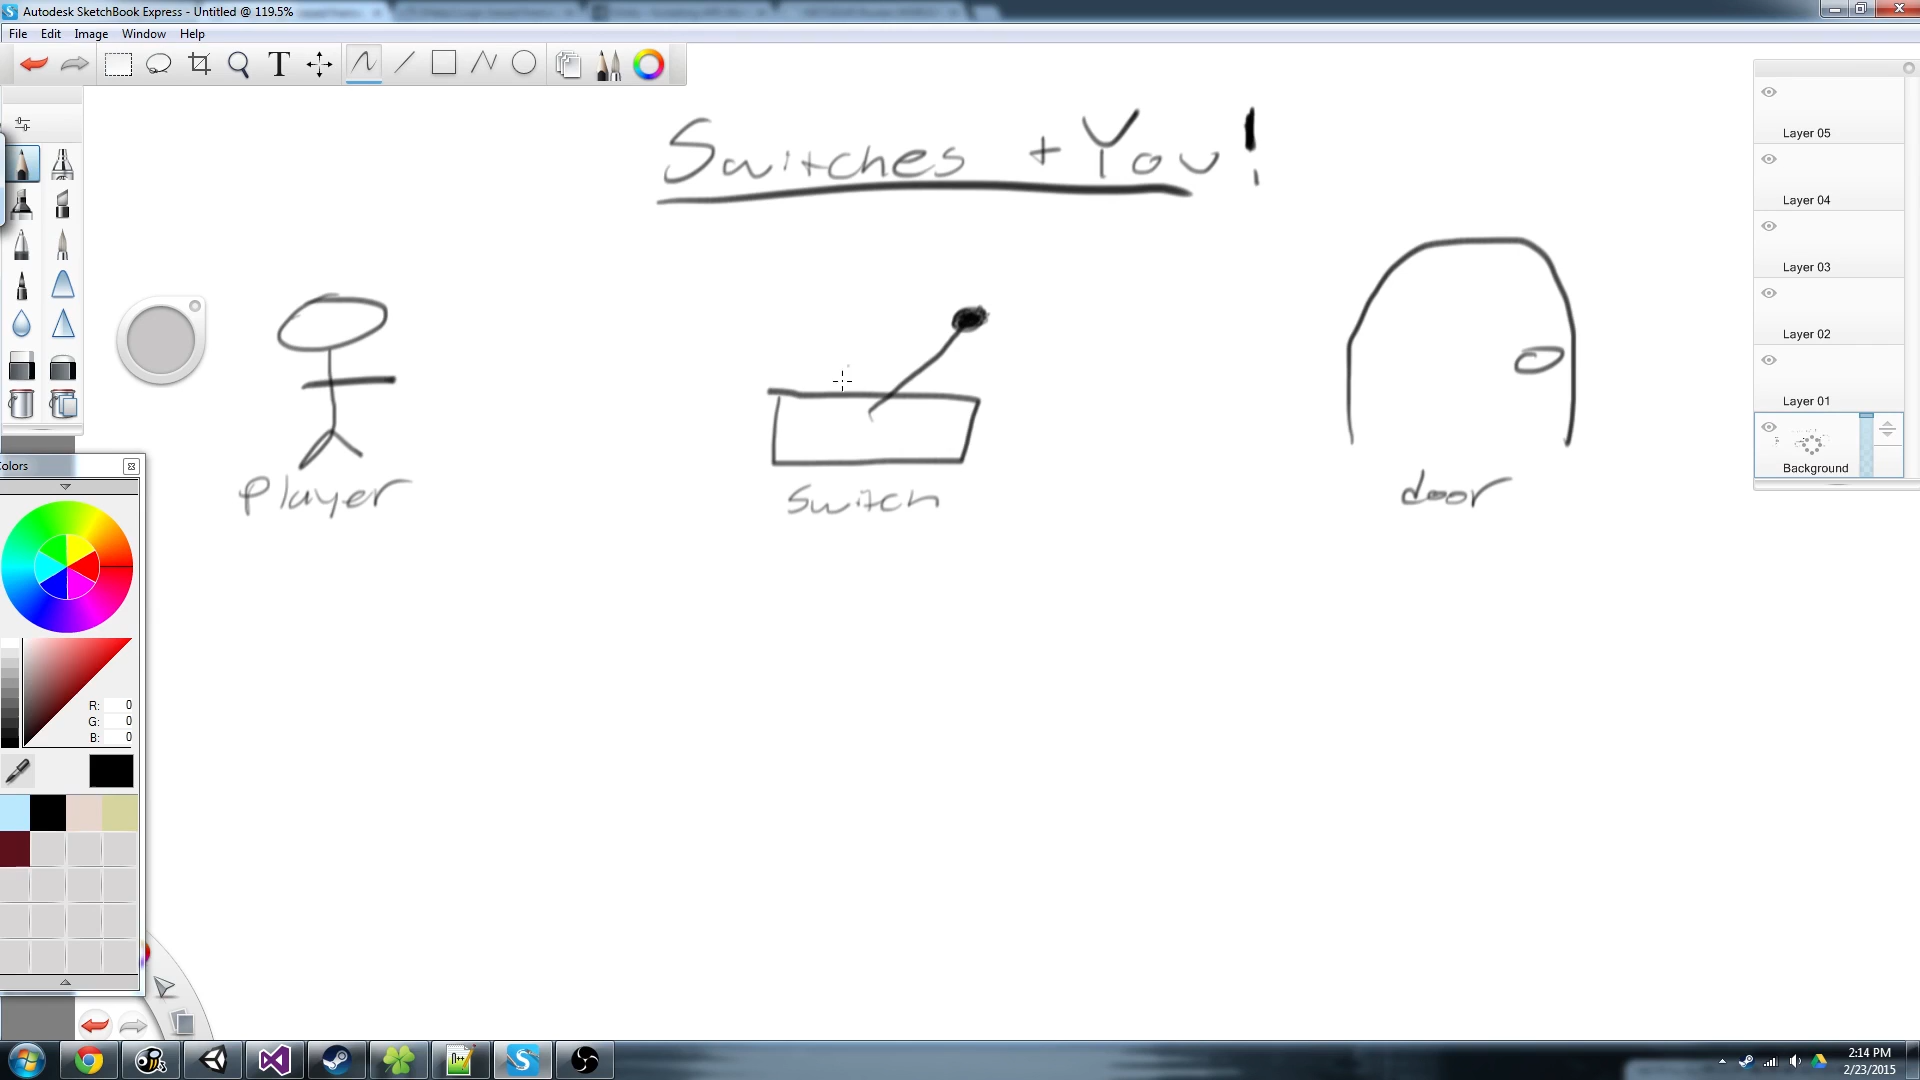 Autodesk SketchBook Express - Untitled @ 119.5%
File Edit Image Window Help
T
Switches + You!
Layer 05
Layer 04
Layer 03
Layer 02
Layer 01
Background
player
switch
door
olors
R: 0
G: 0
B: 0
2:14 PM
2/23/2015